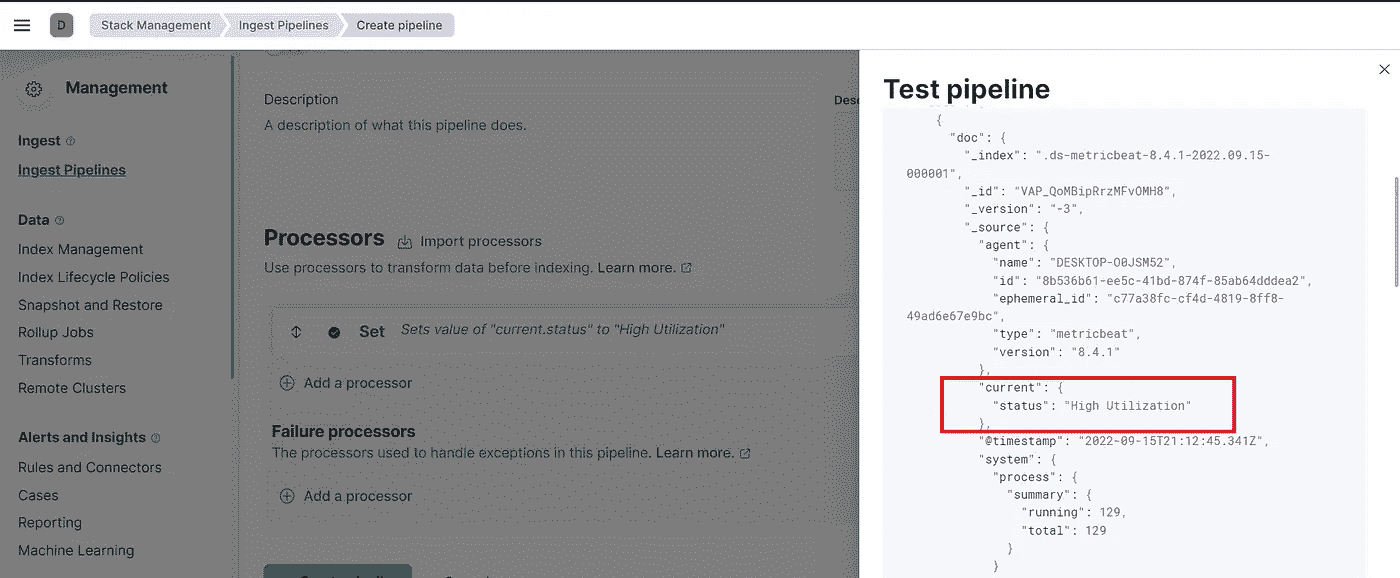 D Stack Management Ingest Pipelines Create pipeline
Management
Ingest
Ingest Pipelines
Data
Index Management
Index Lifecycle Policies
Snapshot and Restore
Rollup Jobs
Transforms
Remote Clusters
Alerts and Insights
Rules and Connectors
Cases
Reporting
Machine Learning
Description
A description of what this pipeline does.
Processors Import processors
Use processors to transform data before indexing. Learn more.
Set Sets value of "current.status" to "High Utilization"
Add a processor
Failure processors
The processors used to handle exceptions in this pipeline. Learn more.
Add a processor
Test pipeline
{
"doc": {
"_index": ".ds-metricbeat-8.4.1-2022.09.15-
000001",
"_id": "VAP_QoMBipRrzMFvOMH8",
"_version": "-3",
"_source": {
"agent": {
"name": "DESKTOP-O0JSM52",
"id": "8b536b61-ee5c-41bd-874f-85ab64dddea2",
"ephemeral_id": "c77a38fc-cf4d-4819-8ff8-
49ad6e67e9bc",
"type": "metricbeat",
"version": "8.4.1"
},
"current": {
"status": "High Utilization"
},
"@timestamp": "2022-09-15T21:12:45.341Z",
"system": {
"process": {
"summary": {
"running": 129,
"total": 129
}
}